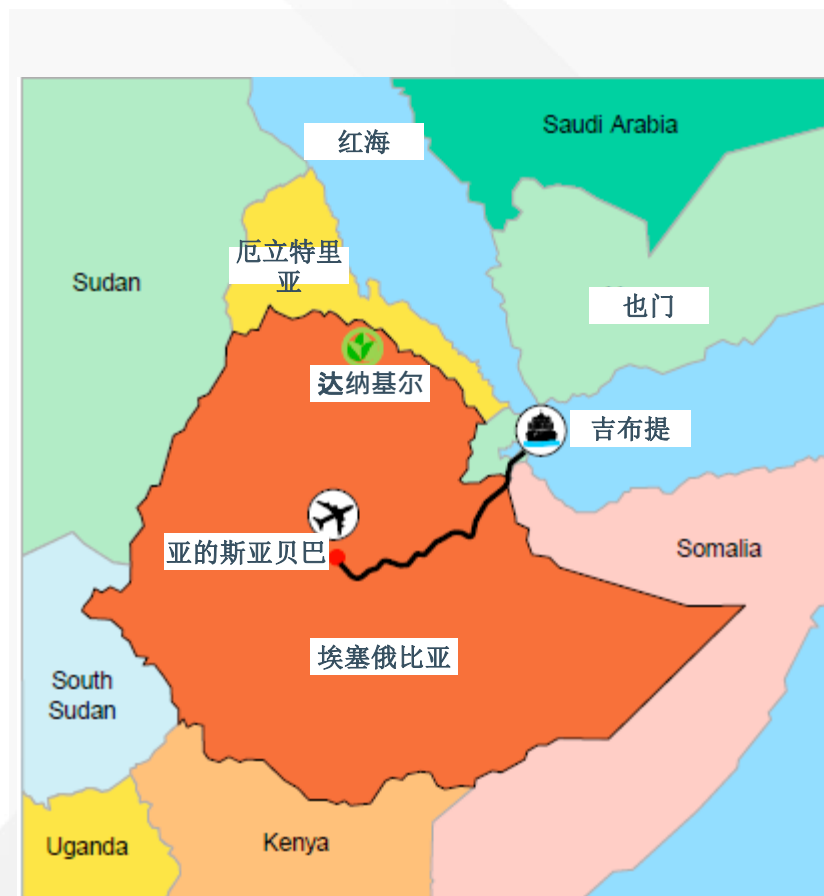 红海
Saudi Arabia
厄立特里
亚
Sudan
也门
达纳基尔
吉布提
亚的斯亚贝巴
Somalia
埃塞俄比亚
South
Sudan
Uganda
Kenya